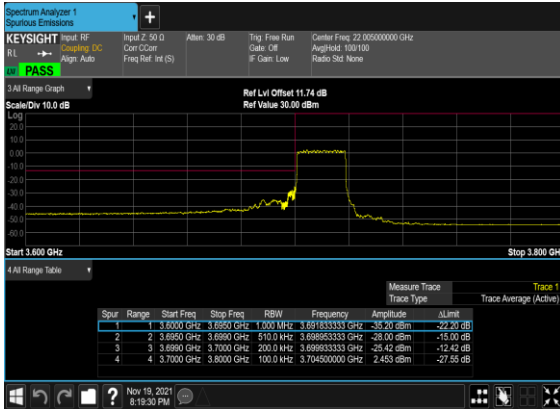 Spectrum Analyzer 1
Spurious Emissions
+
KEYSIGHT Input: RF Input Z: 50 Ω Atten: 30 dB Trig: Free Run Center Freq: 22.005000000 GHz
RL Coupling: DC Corr CCorr Gate: Off Avg|Hold: 100/100
Align: Auto Freq Ref: Int (S) IF Gain: Low Radio Std: None
PASS
3 All Range Graph
Ref Lvl Offset 11.74 dB
Scale/Div 10.0 dB Ref Value 30.00 dBm
Log
20.0
10.0
0.00
-10.0
-20.0
-30.0
-40.0
-50.0
-60.0
Start 3.600 GHz Stop 3.800 GH
4 All Range Table
Measure Trace Trace 1
Trace Type Trace Average (Active)
Spur Range Start Freq Stop Freq RBW Frequency Amplitude ΔLimit
1 1 3.6000 GHz 3.6950 GHz 1.000 MHz 3.691833333 GHz -35.20 dBm -22.20 dB
2 2 3.6950 GHz 3.6990 GHz 510.0 kHz 3.698953333 GHz -28.00 dBm -15.00 dB
3 3 3.6990 GHz 3.7000 GHz 200.0 kHz 3.699933333 GHz -25.42 dBm -12.42 dB
4 4 3.7000 GHz 3.8000 GHz 100.0 kHz 3.704500000 GHz 2.453 dBm -27.55 dB
? Nov 19, 2021
8:19:30 PM